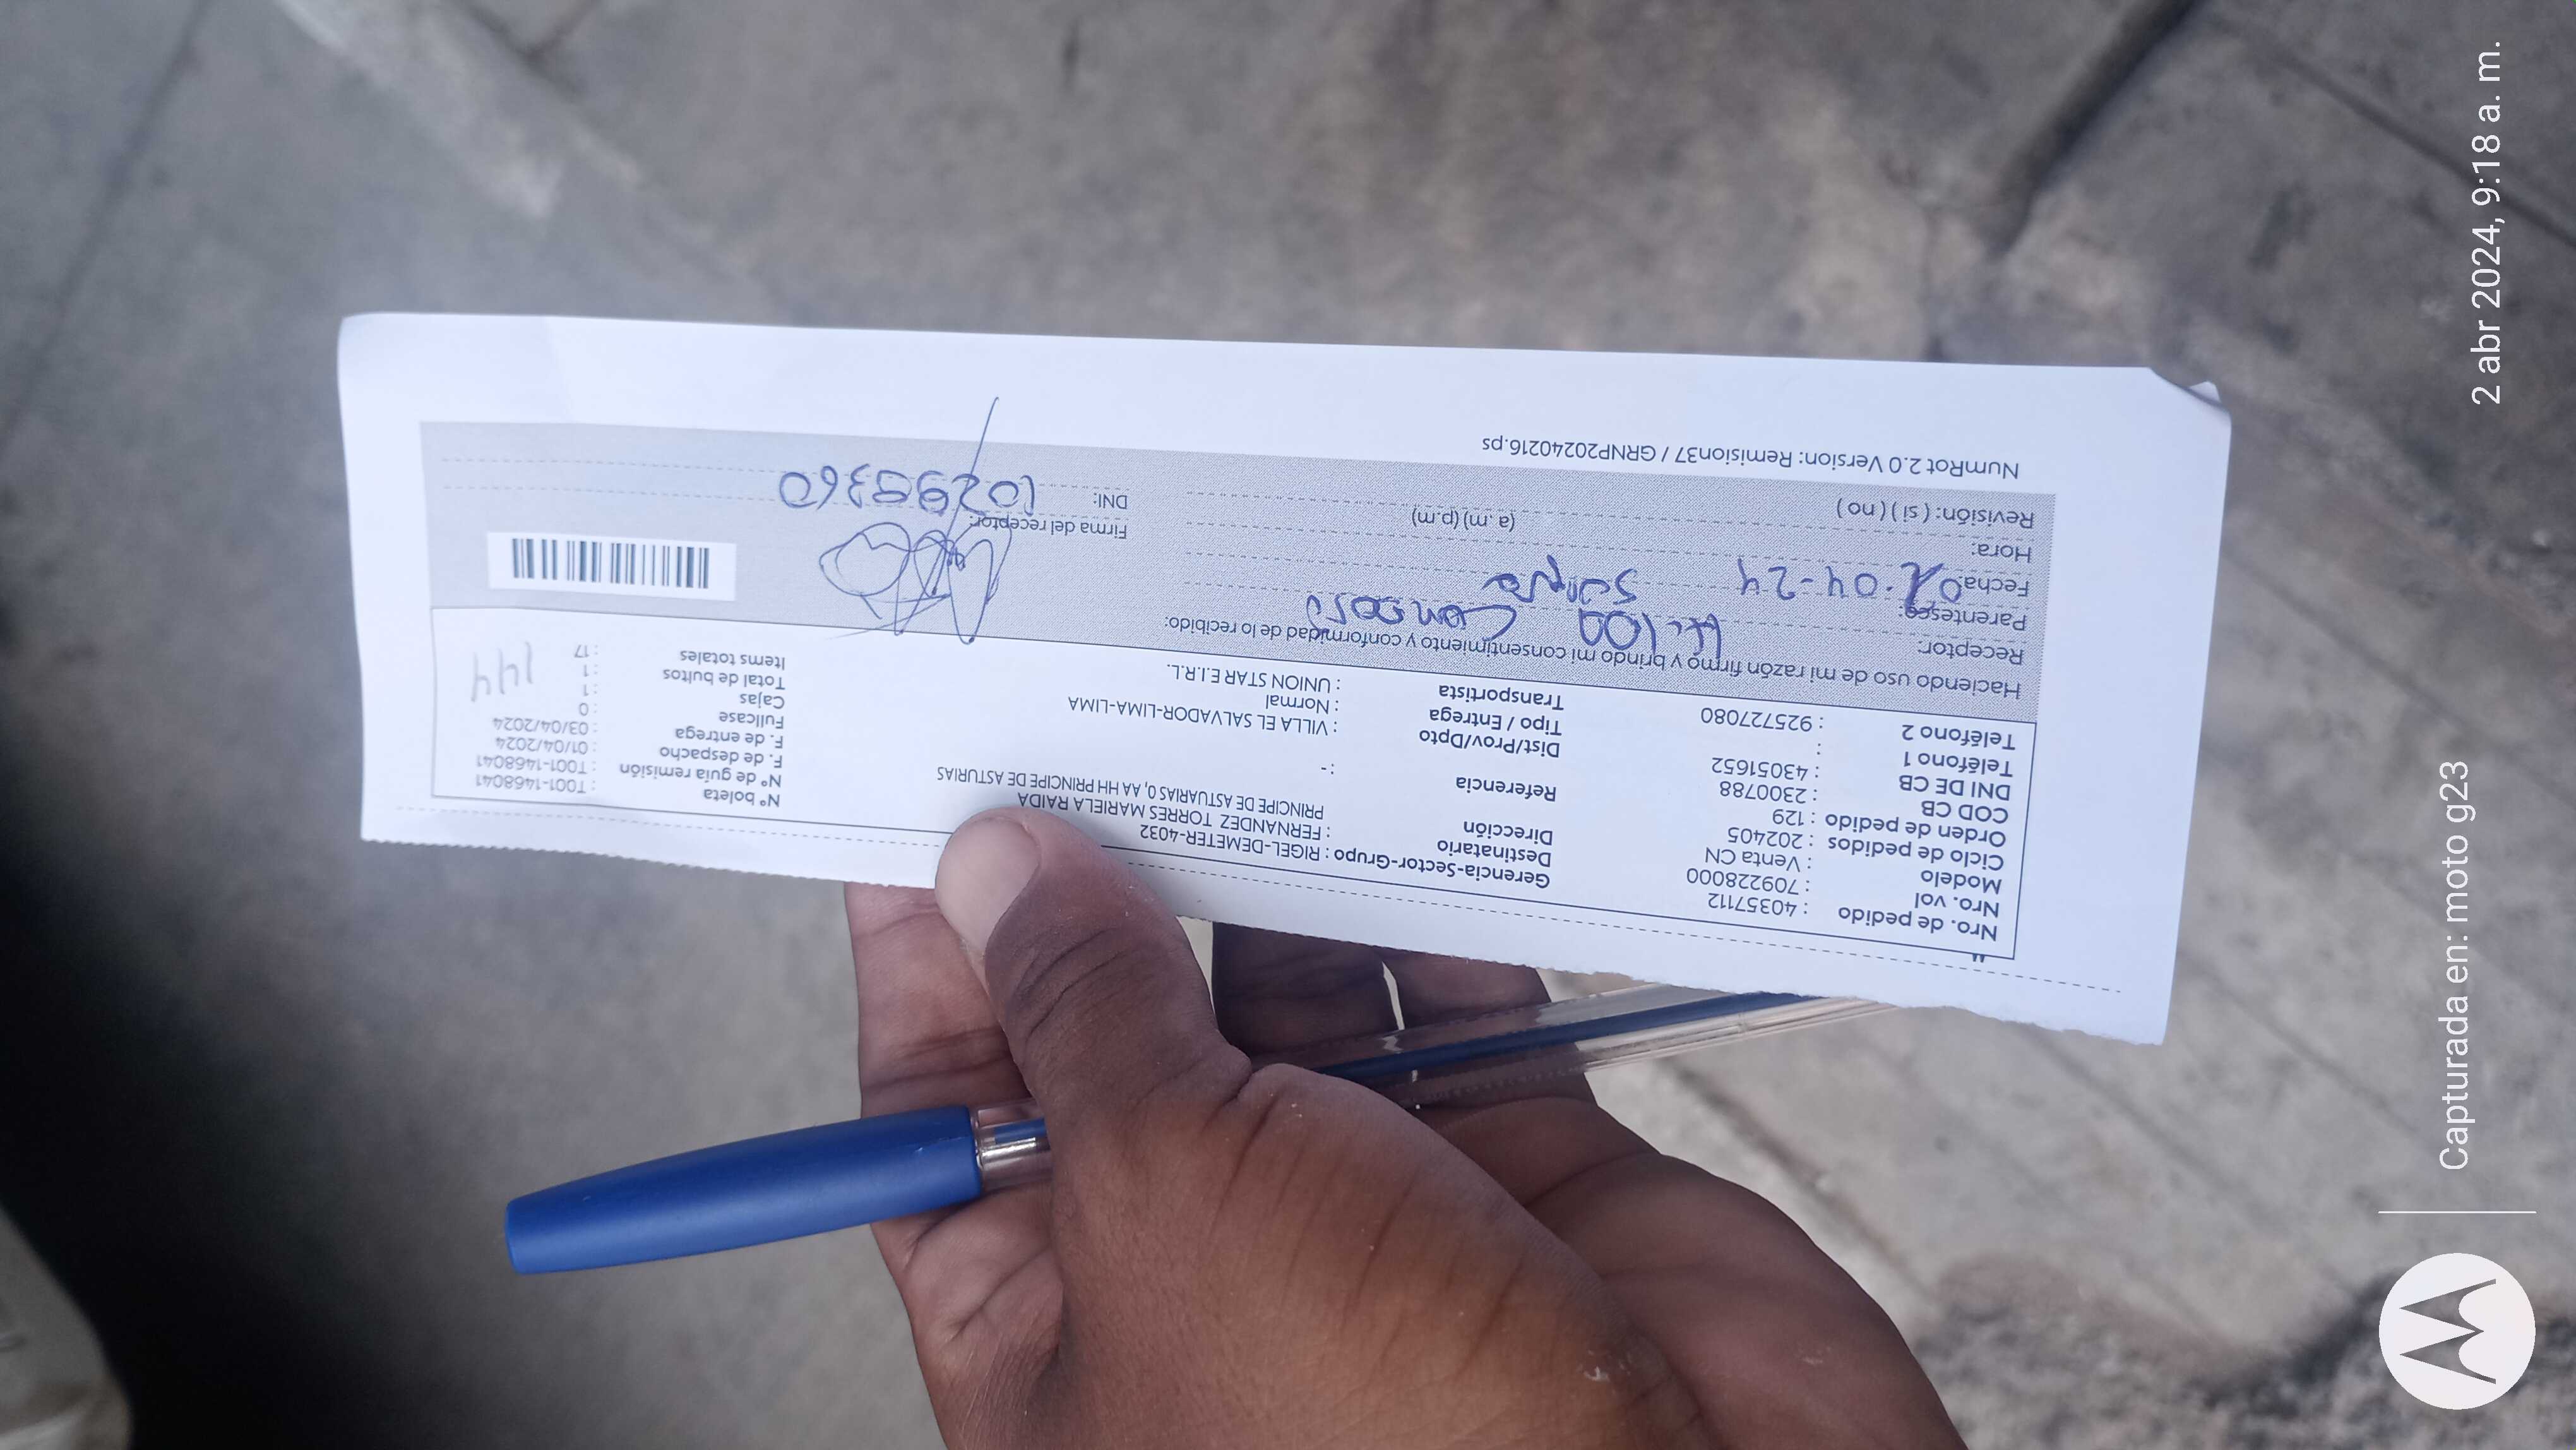 Nro. de pedido : 40357112
Nro. vol : 709228000
Modelo : Venta CN
Ciclo de pedidos : 202405
Orden de pedido : 129
COD CB : 2300788
DNI DE CB : 43051652
Teléfono 1 :
Teléfono 2 : 925727080
Gerencia-Sector-Grupo : RIGEL-DEMETER-4032
Destinatario : FERNANDEZ TORRES MARIELA RAIDA
Dirección PRINCIPE DE ASTUARIAS 0, AA HH PRINCIPE DE ASTURIAS
Referencia : -
Dist/Prov/Dpto : VILLA EL SALVADOR-LIMA-LIMA
Tipo / Entrega : Normal
Transportista : UNION STAR E.I.R.L.
N° boleta : T001-1468041
N° de guía remisión : T001-1468041
F. de despacho : 01/04/2024
F. de entrega : 03/04/2024
Fullcase : 0
Cajas : 1
Total de bultos : 1
Items totales : 17
144
Haciendo uso de mi razón firmo y brindo mi consentimiento y conformidad de lo recibido:
Receptor:
Parentesco:
Fecha: 02-04-24
Hora: (a. m) (p.m)
Revisión: ( si ) ( no )
Firma del receptor:
DNI:
NumRot 2.0 Version: Remision37 / GRNP20240216.ps
2 abr 2024, 9:18 a. m.
Capturada en: moto g23